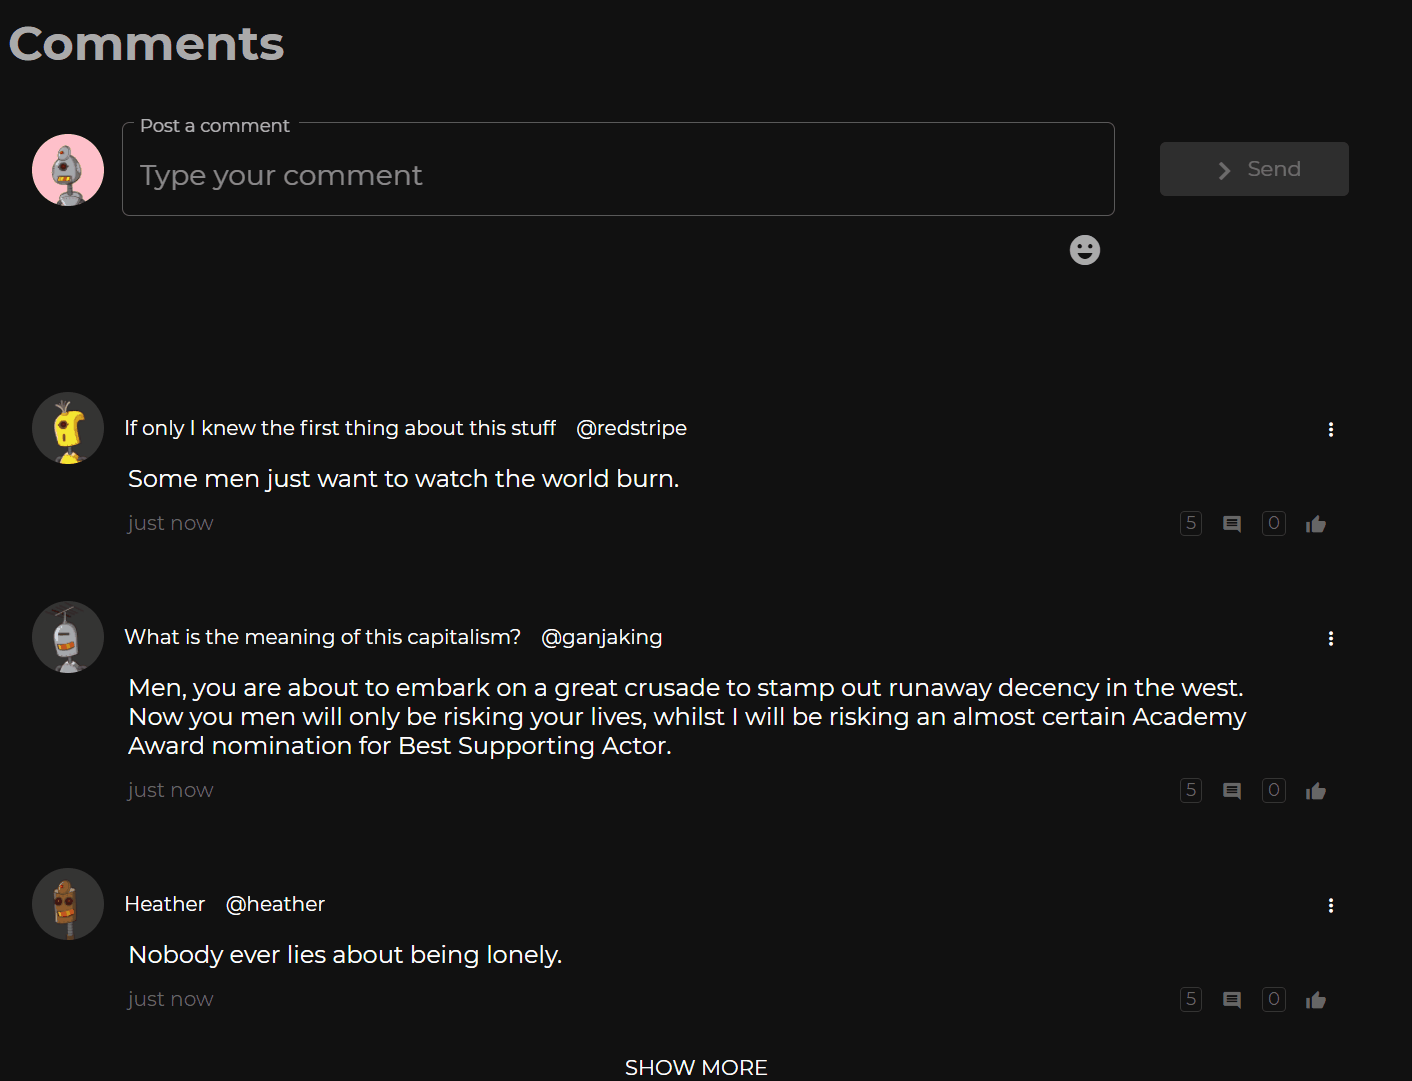 Comments
Post a comment
Type your comment
Send
If only I knew the first thing about this stuff @redstripe
Some men just want to watch the world burn.
just now 5 0
What is the meaning of this capitalism? @ganjaking
Men, you are about to embark on a great crusade to stamp out runaway decency in the west.
Now you men will only be risking your lives, whilst I will be risking an almost certain Academy
Award nomination for Best Supporting Actor.
just now 5 0
Heather @heather
Nobody ever lies about being lonely.
just now 5 0
SHOW MORE